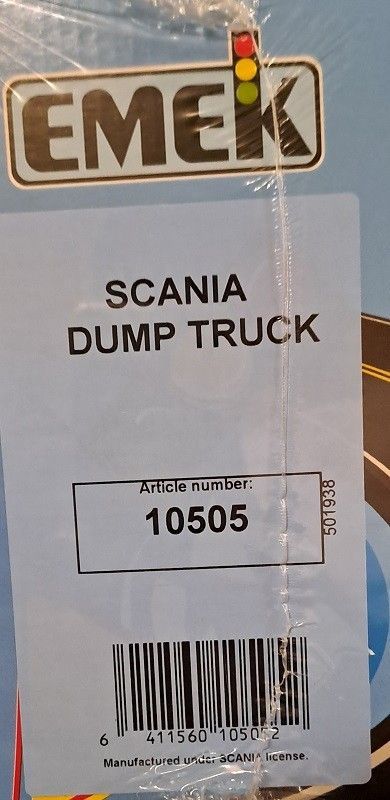 EMEK
SCANIA
DUMP TRUCK
Article number:
10505
501938
6 411560 105052
Manufactured under SCANIA license.